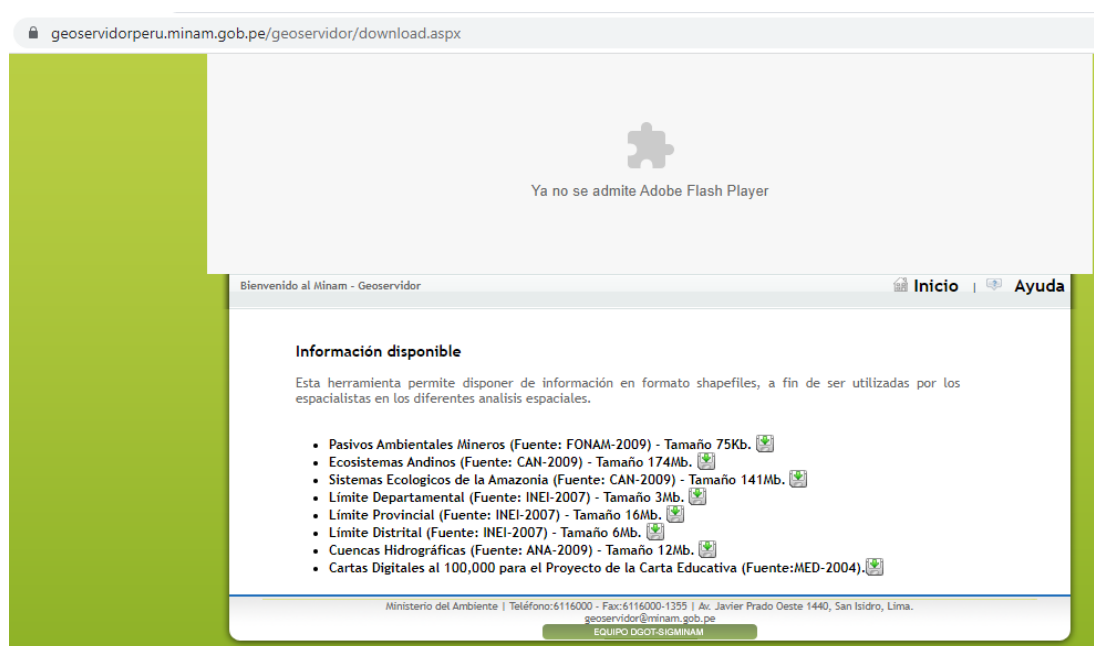 geoservidorperu.minam.gob.pe/geoservidor/download.aspx
Ya no se admite Adobe Flash Player
Bienvenido al Minam - Geoservidor
Inicio | Ayuda
Información disponible
Esta herramienta permite disponer de información en formato shapefiles, a fin de ser utilizadas por los
espacialistas en los diferentes analisis espaciales.
• Pasivos Ambientales Mineros (Fuente: FONAM-2009) - Tamaño 75Kb.
• Ecosistemas Andinos (Fuente: CAN-2009) - Tamaño 174Mb.
• Sistemas Ecologicos de la Amazonia (Fuente: CAN-2009) - Tamaño 141Mb.
• Límite Departamental (Fuente: INEI-2007) - Tamaño 3Mb.
• Límite Provincial (Fuente: INEI-2007) - Tamaño 16Mb.
• Límite Distrital (Fuente: INEI-2007) - Tamaño 6Mb.
• Cuencas Hidrográficas (Fuente: ANA-2009) - Tamaño 12Mb.
• Cartas Digitales al 100,000 para el Proyecto de la Carta Educativa (Fuente:MED-2004).
Ministerio del Ambiente | Teléfono:6116000 - Fax:6116000-1355 | Av. Javier Prado Oeste 1440, San Isidro, Lima.
geoservidor@minam.gob.pe
EQUIPO DGOT-SIGMINAM